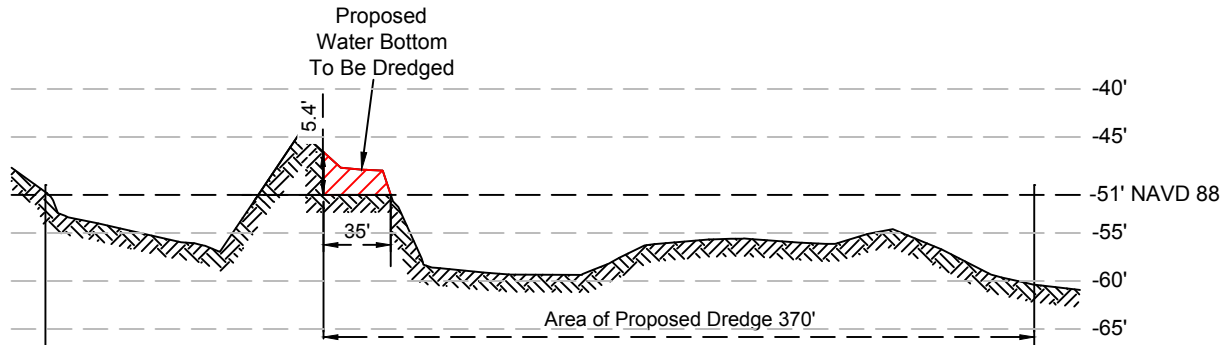 Proposed
Water Bottom
To Be Dredged
-40'
5.4'
-45'
-51' NAVD 88
35'
-55'
-60'
Area of Proposed Dredge 370'
-65'